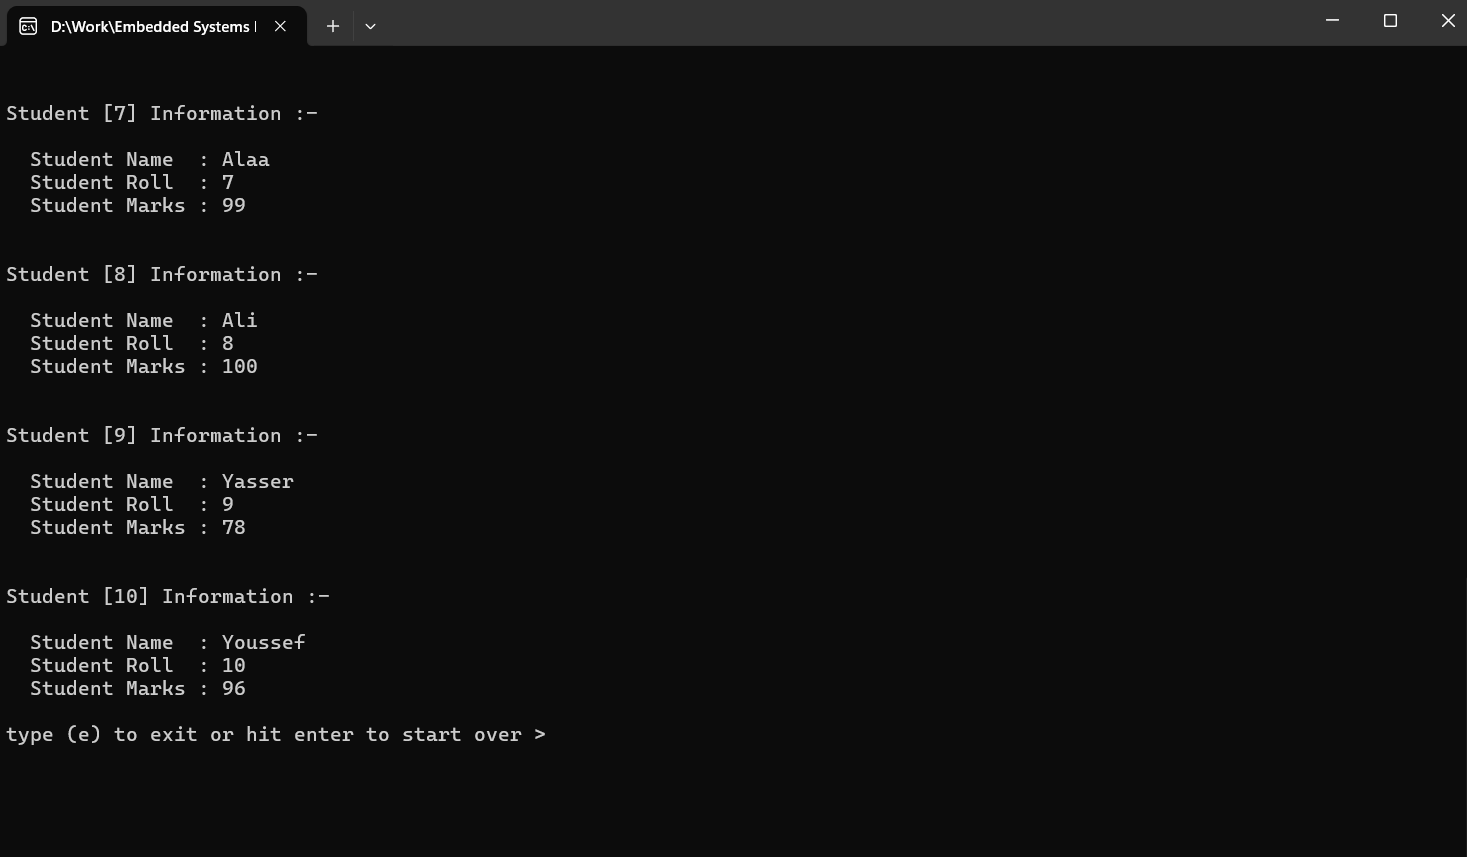 D:\Work\Embedded Systems
Student [7] Information :-
Student Name  : Alaa
Student Roll  : 7
Student Marks : 99
Student [8] Information :-
Student Name  : Ali
Student Roll  : 8
Student Marks : 100
Student [9] Information :-
Student Name  : Yasser
Student Roll  : 9
Student Marks : 78
Student [10] Information :-
Student Name  : Youssef
Student Roll  : 10
Student Marks : 96
type (e) to exit or hit enter to start over >